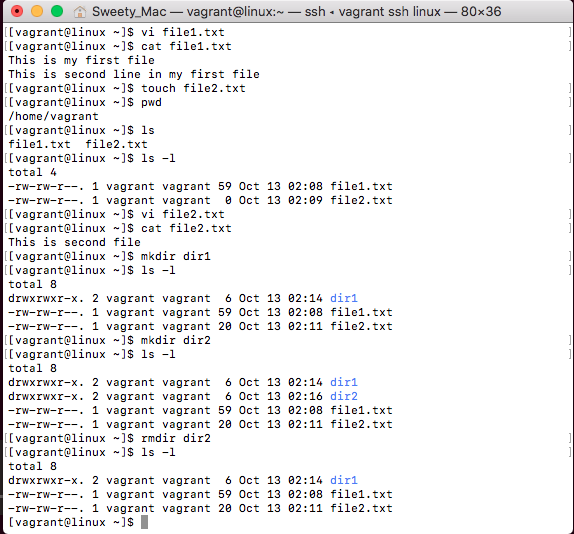 Sweety_Mac — vagrant@linux:~ — ssh ◂ vagrant ssh linux — 80×36
[[vagrant@linux ~]$ vi file1.txt ]
[[vagrant@linux ~]$ cat file1.txt ]
This is my first file
This is second line in my first file
[[vagrant@linux ~]$ touch file2.txt ]
[[vagrant@linux ~]$ pwd ]
/home/vagrant
[[vagrant@linux ~]$ ls ]
file1.txt  file2.txt
[[vagrant@linux ~]$ ls -l ]
total 4
-rw-rw-r--. 1 vagrant vagrant 59 Oct 13 02:08 file1.txt
-rw-rw-r--. 1 vagrant vagrant  0 Oct 13 02:09 file2.txt
[[vagrant@linux ~]$ vi file2.txt ]
[[vagrant@linux ~]$ cat file2.txt ]
This is second file
[[vagrant@linux ~]$ mkdir dir1 ]
[[vagrant@linux ~]$ ls -l ]
total 8
drwxrwxr-x. 2 vagrant vagrant  6 Oct 13 02:14 dir1
-rw-rw-r--. 1 vagrant vagrant 59 Oct 13 02:08 file1.txt
-rw-rw-r--. 1 vagrant vagrant 20 Oct 13 02:11 file2.txt
[[vagrant@linux ~]$ mkdir dir2 ]
[[vagrant@linux ~]$ ls -l ]
total 8
drwxrwxr-x. 2 vagrant vagrant  6 Oct 13 02:14 dir1
drwxrwxr-x. 2 vagrant vagrant  6 Oct 13 02:16 dir2
-rw-rw-r--. 1 vagrant vagrant 59 Oct 13 02:08 file1.txt
-rw-rw-r--. 1 vagrant vagrant 20 Oct 13 02:11 file2.txt
[[vagrant@linux ~]$ rmdir dir2 ]
[[vagrant@linux ~]$ ls -l ]
total 8
drwxrwxr-x. 2 vagrant vagrant  6 Oct 13 02:14 dir1
-rw-rw-r--. 1 vagrant vagrant 59 Oct 13 02:08 file1.txt
-rw-rw-r--. 1 vagrant vagrant 20 Oct 13 02:11 file2.txt
[vagrant@linux ~]$